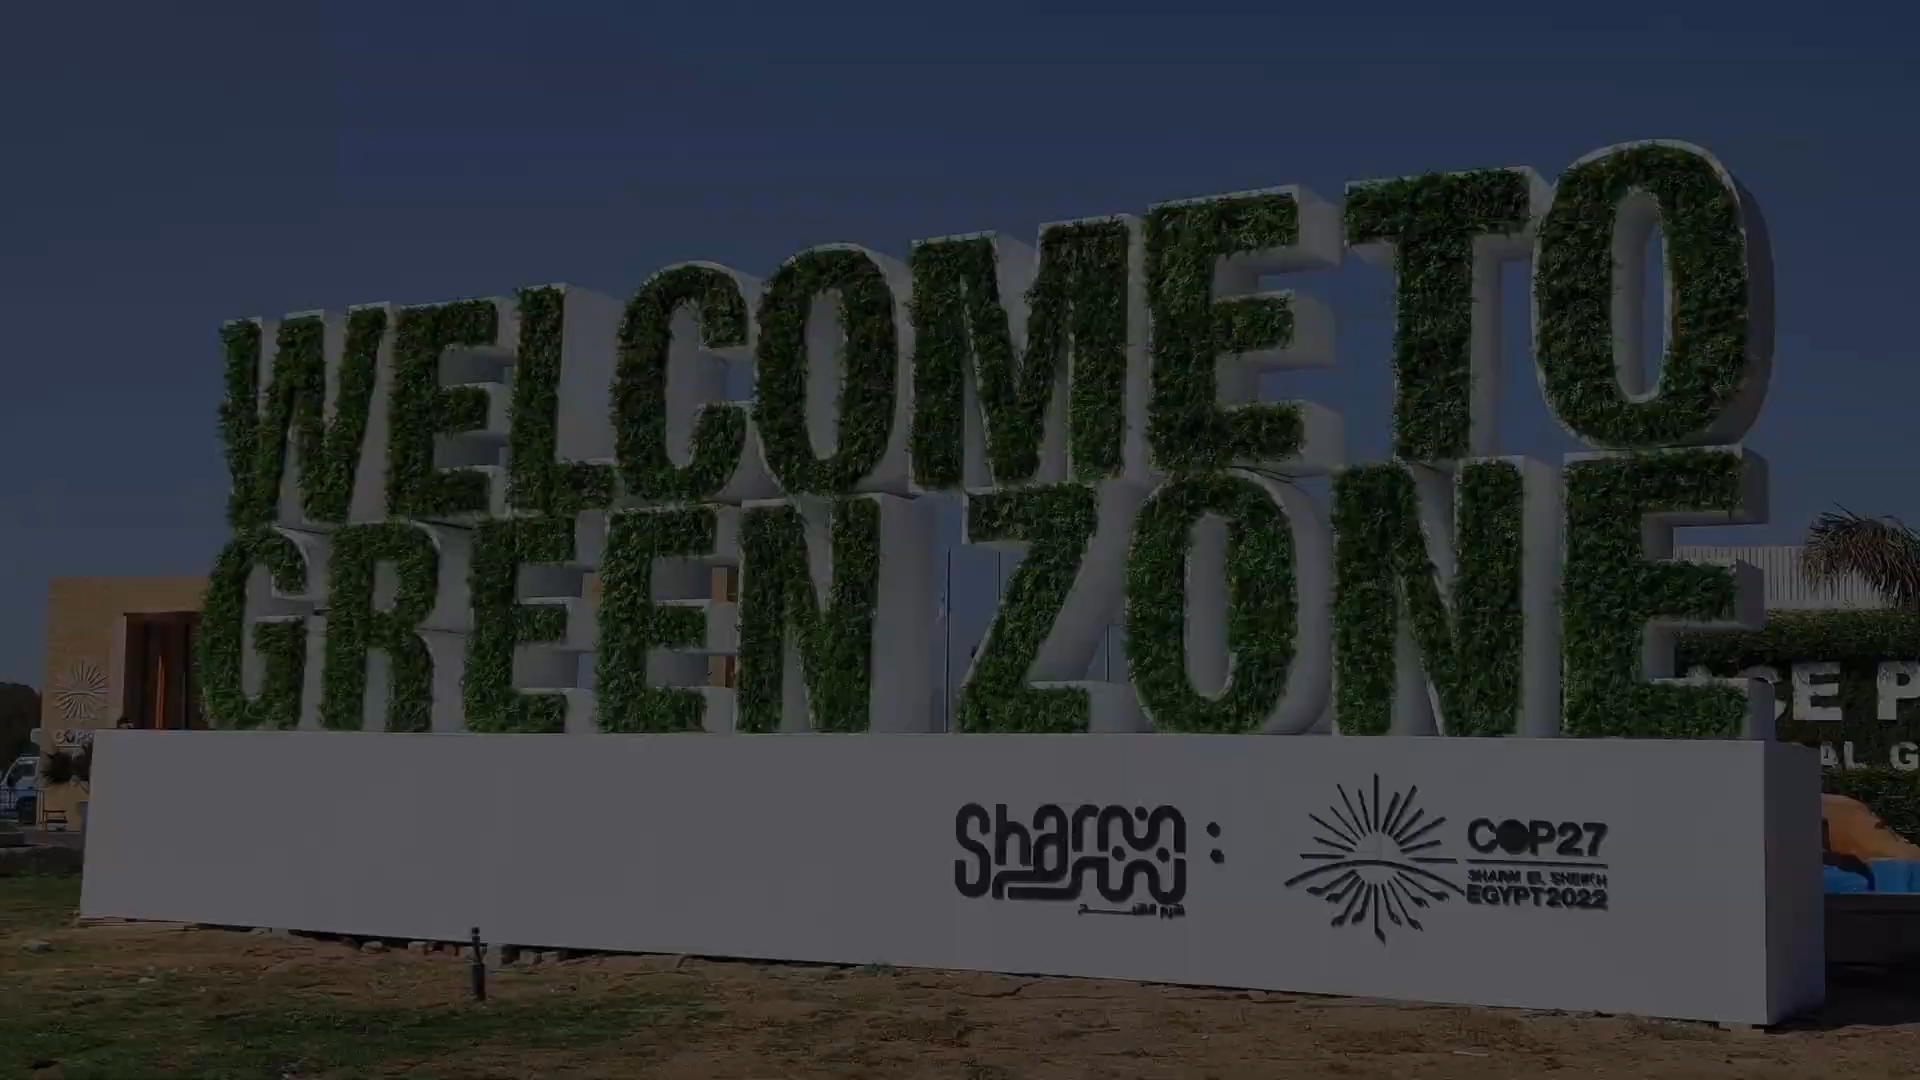 WELCOME TO
GREEN ZONE
Sharm
COP27
SHARM EL SHEIKH
EGYPT2022